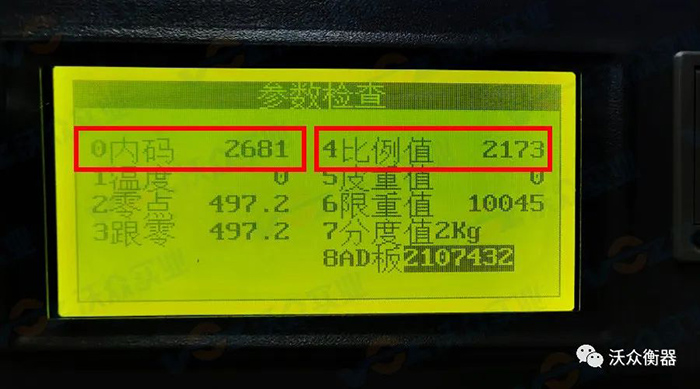 参数检查
0内码 2681 4比例值 2173
1温度 0 5皮重值 0
2零点 497.2 6限重值 10045
3跟零 497.2 7分度值2Kg
8AD板2107432
沃众衡器